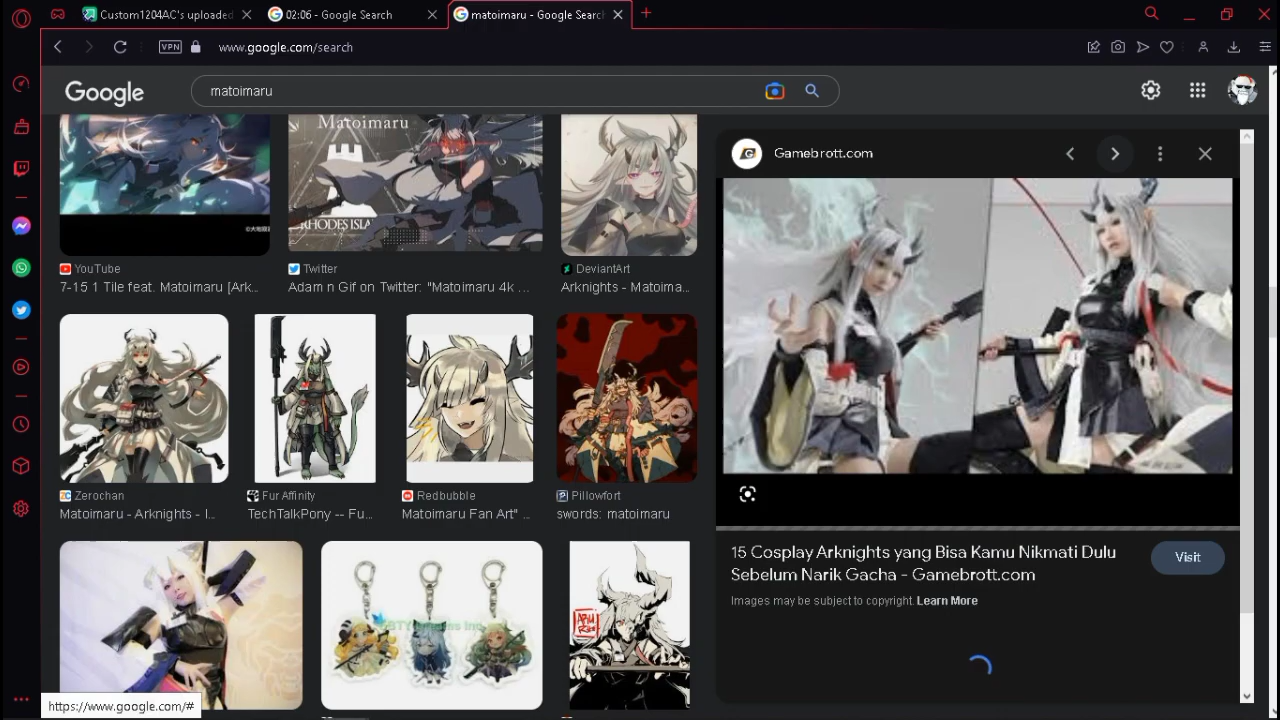 Custom1204AC's uploaded
02:06 - Google Search
matoimaru - Google Search
VPN
www.google.com/search
Google
matoimaru
Gamebrott.com
Matoimaru
RHODES ISLA
YouTube
7-15 1 Tile feat. Matoimaru [Ark...
Twitter
Adam n Gif on Twitter: "Matoimaru 4k ...
DeviantArt
Arknights - Matoima...
Zerochan
Matoimaru - Arknights - I...
Fur Affinity
TechTalkPony -- Fu...
Redbubble
Matoimaru Fan Art" ...
Pillowfort
swords: matoimaru
15 Cosplay Arknights yang Bisa Kamu Nikmati Dulu
Sebelum Narik Gacha - Gamebrott.com
Visit
Images may be subject to copyright. Learn More
https://www.google.com/#